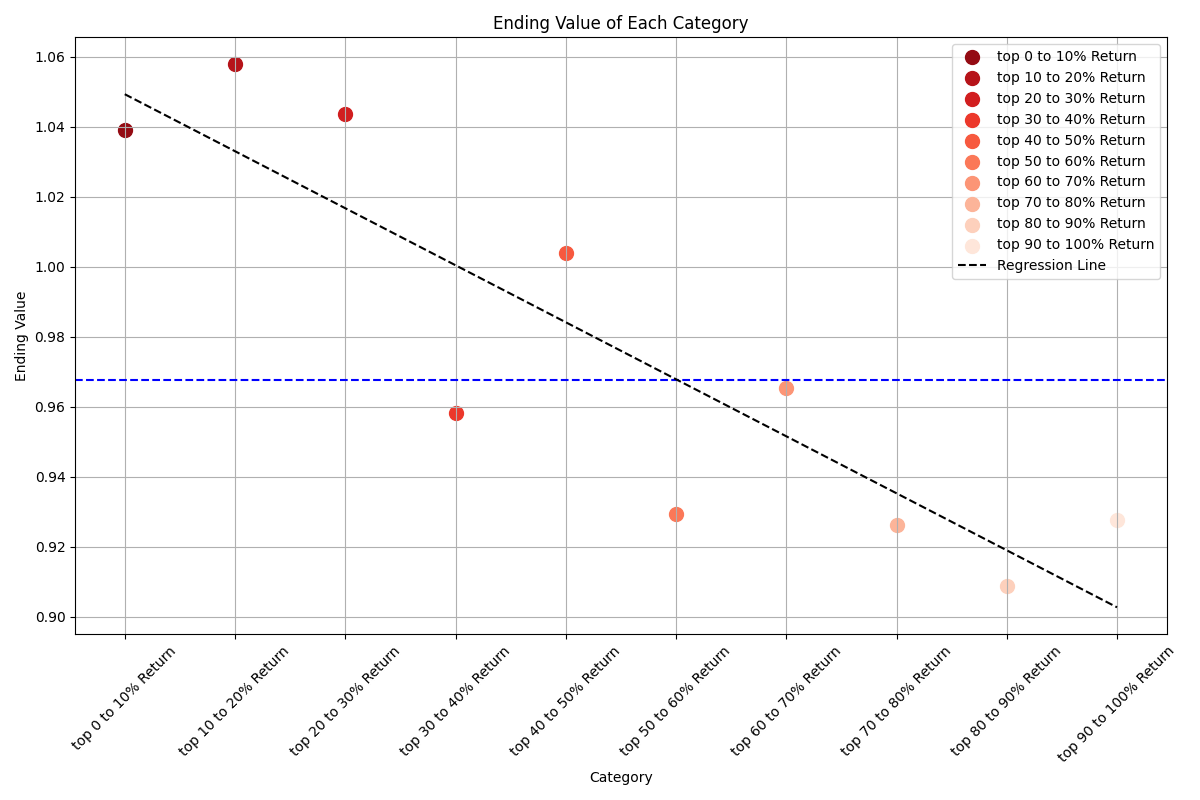 Ending Value of Each Category
Ending Value
1.06
1.04
1.02
1.00
0.98
0.96
0.94
0.92
0.90
top 0 to 10% Return
top 10 to 20% Return
top 20 to 30% Return
top 30 to 40% Return
top 40 to 50% Return
top 50 to 60% Return
top 60 to 70% Return
top 70 to 80% Return
top 80 to 90% Return
top 90 to 100% Return
Regression Line
top 0 to 10% Return
top 10 to 20% Return
top 20 to 30% Return
top 30 to 40% Return
top 40 to 50% Return
top 50 to 60% Return
top 60 to 70% Return
top 70 to 80% Return
top 80 to 90% Return
top 90 to 100% Return
Category